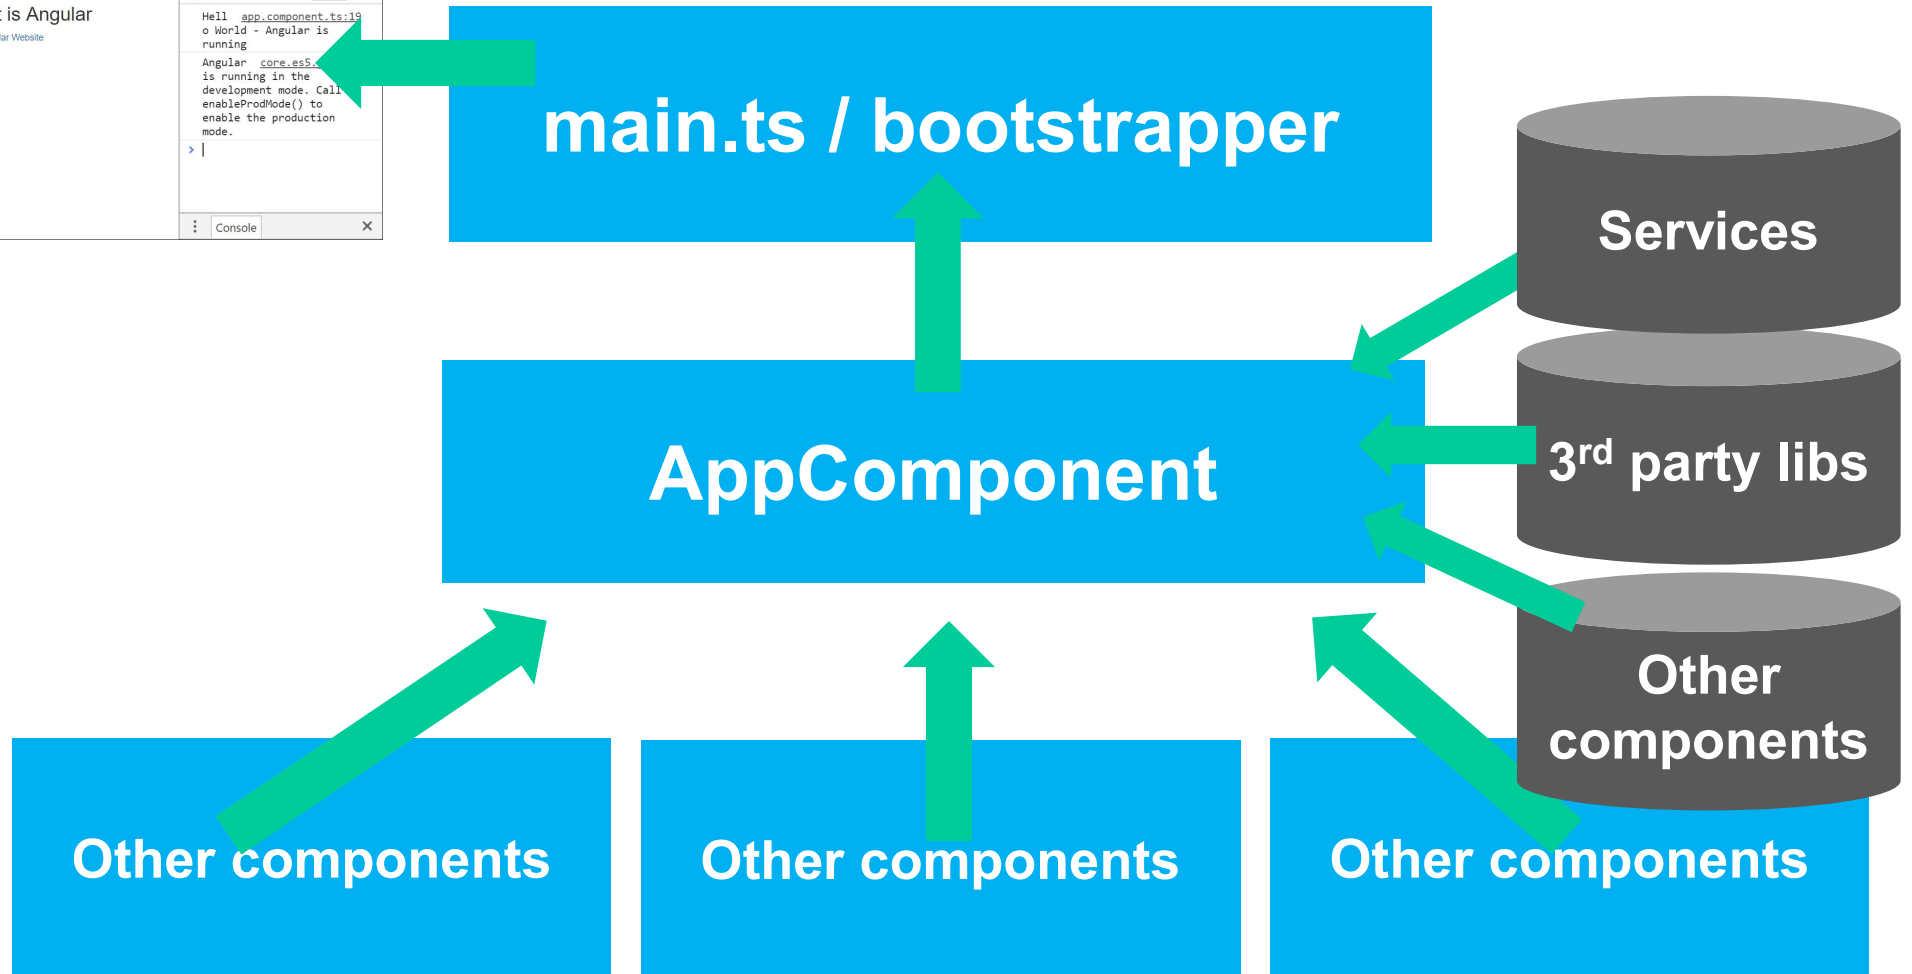 is Angular
Website
Hell app.component.ts:19
o World - Angular is
running
Angular core.es5.
is running in the
development mode. Call
enableProdMode() to
enable the production
mode.
>
Console
main.ts / bootstrapper
Services
AppComponent
3rd party libs
Other
components
Other components
Other components
Other components